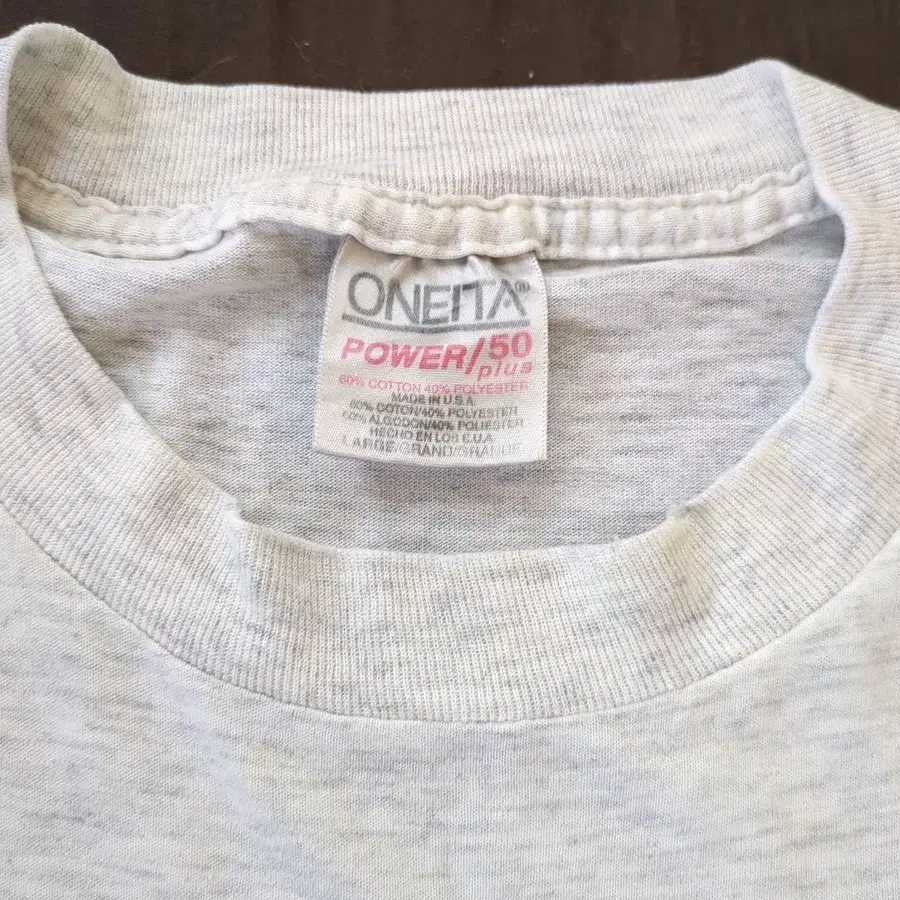 ONEITA®
POWER/50
plus
60% COTTON 40% POLYESTER
MADE IN U.S.A.
60% COTON/40% POLYESTER
60% ALGODON/40% POLIESTER
HECHO EN LOS E.U.A.
LARGE/GRAND/GRANDE